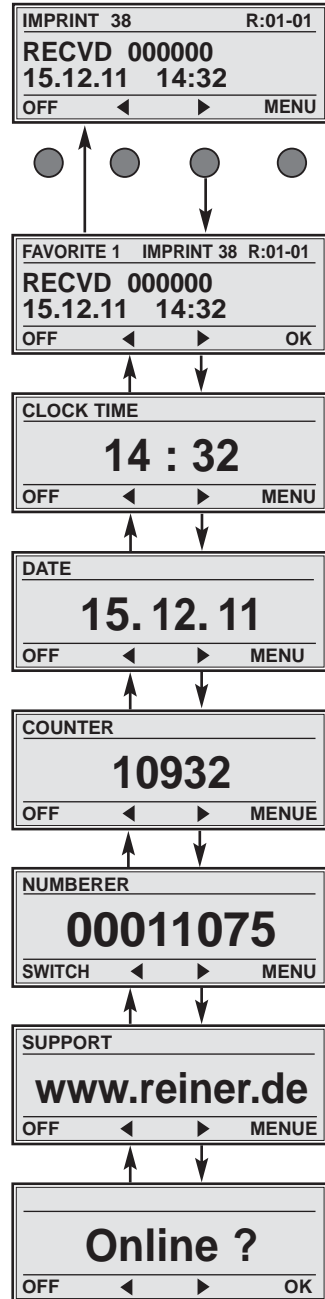 IMPRINT 38 R:01-01
RECVD 000000
15.12.11 14:32
OFF ◀ ▶ MENU
FAVORITE 1 IMPRINT 38 R:01-01
RECVD 000000
15.12.11 14:32
OFF ◀ ▶ OK
CLOCK TIME
14 : 32
OFF ◀ ▶ MENU
DATE
15. 12. 11
OFF ◀ ▶ MENU
COUNTER
10932
OFF ◀ ▶ MENUE
NUMBERER
00011075
SWITCH ◀ ▶ MENU
SUPPORT
www.reiner.de
OFF ◀ ▶ MENUE
Online ?
OFF ◀ ▶ OK